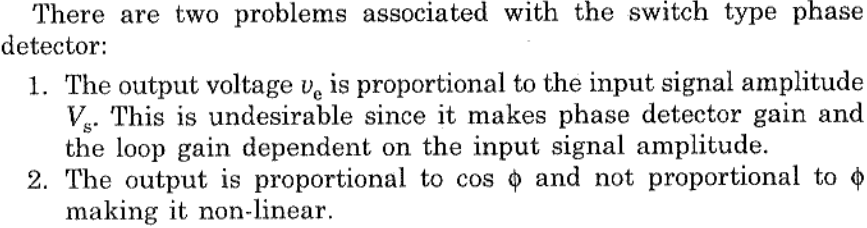 There are two problems associated with the switch type phase
detector:
1. The output voltage vₑ is proportional to the input signal amplitude
Vₛ. This is undesirable since it makes phase detector gain and
the loop gain dependent on the input signal amplitude.
2. The output is proportional to cos ϕ and not proportional to ϕ
making it non-linear.